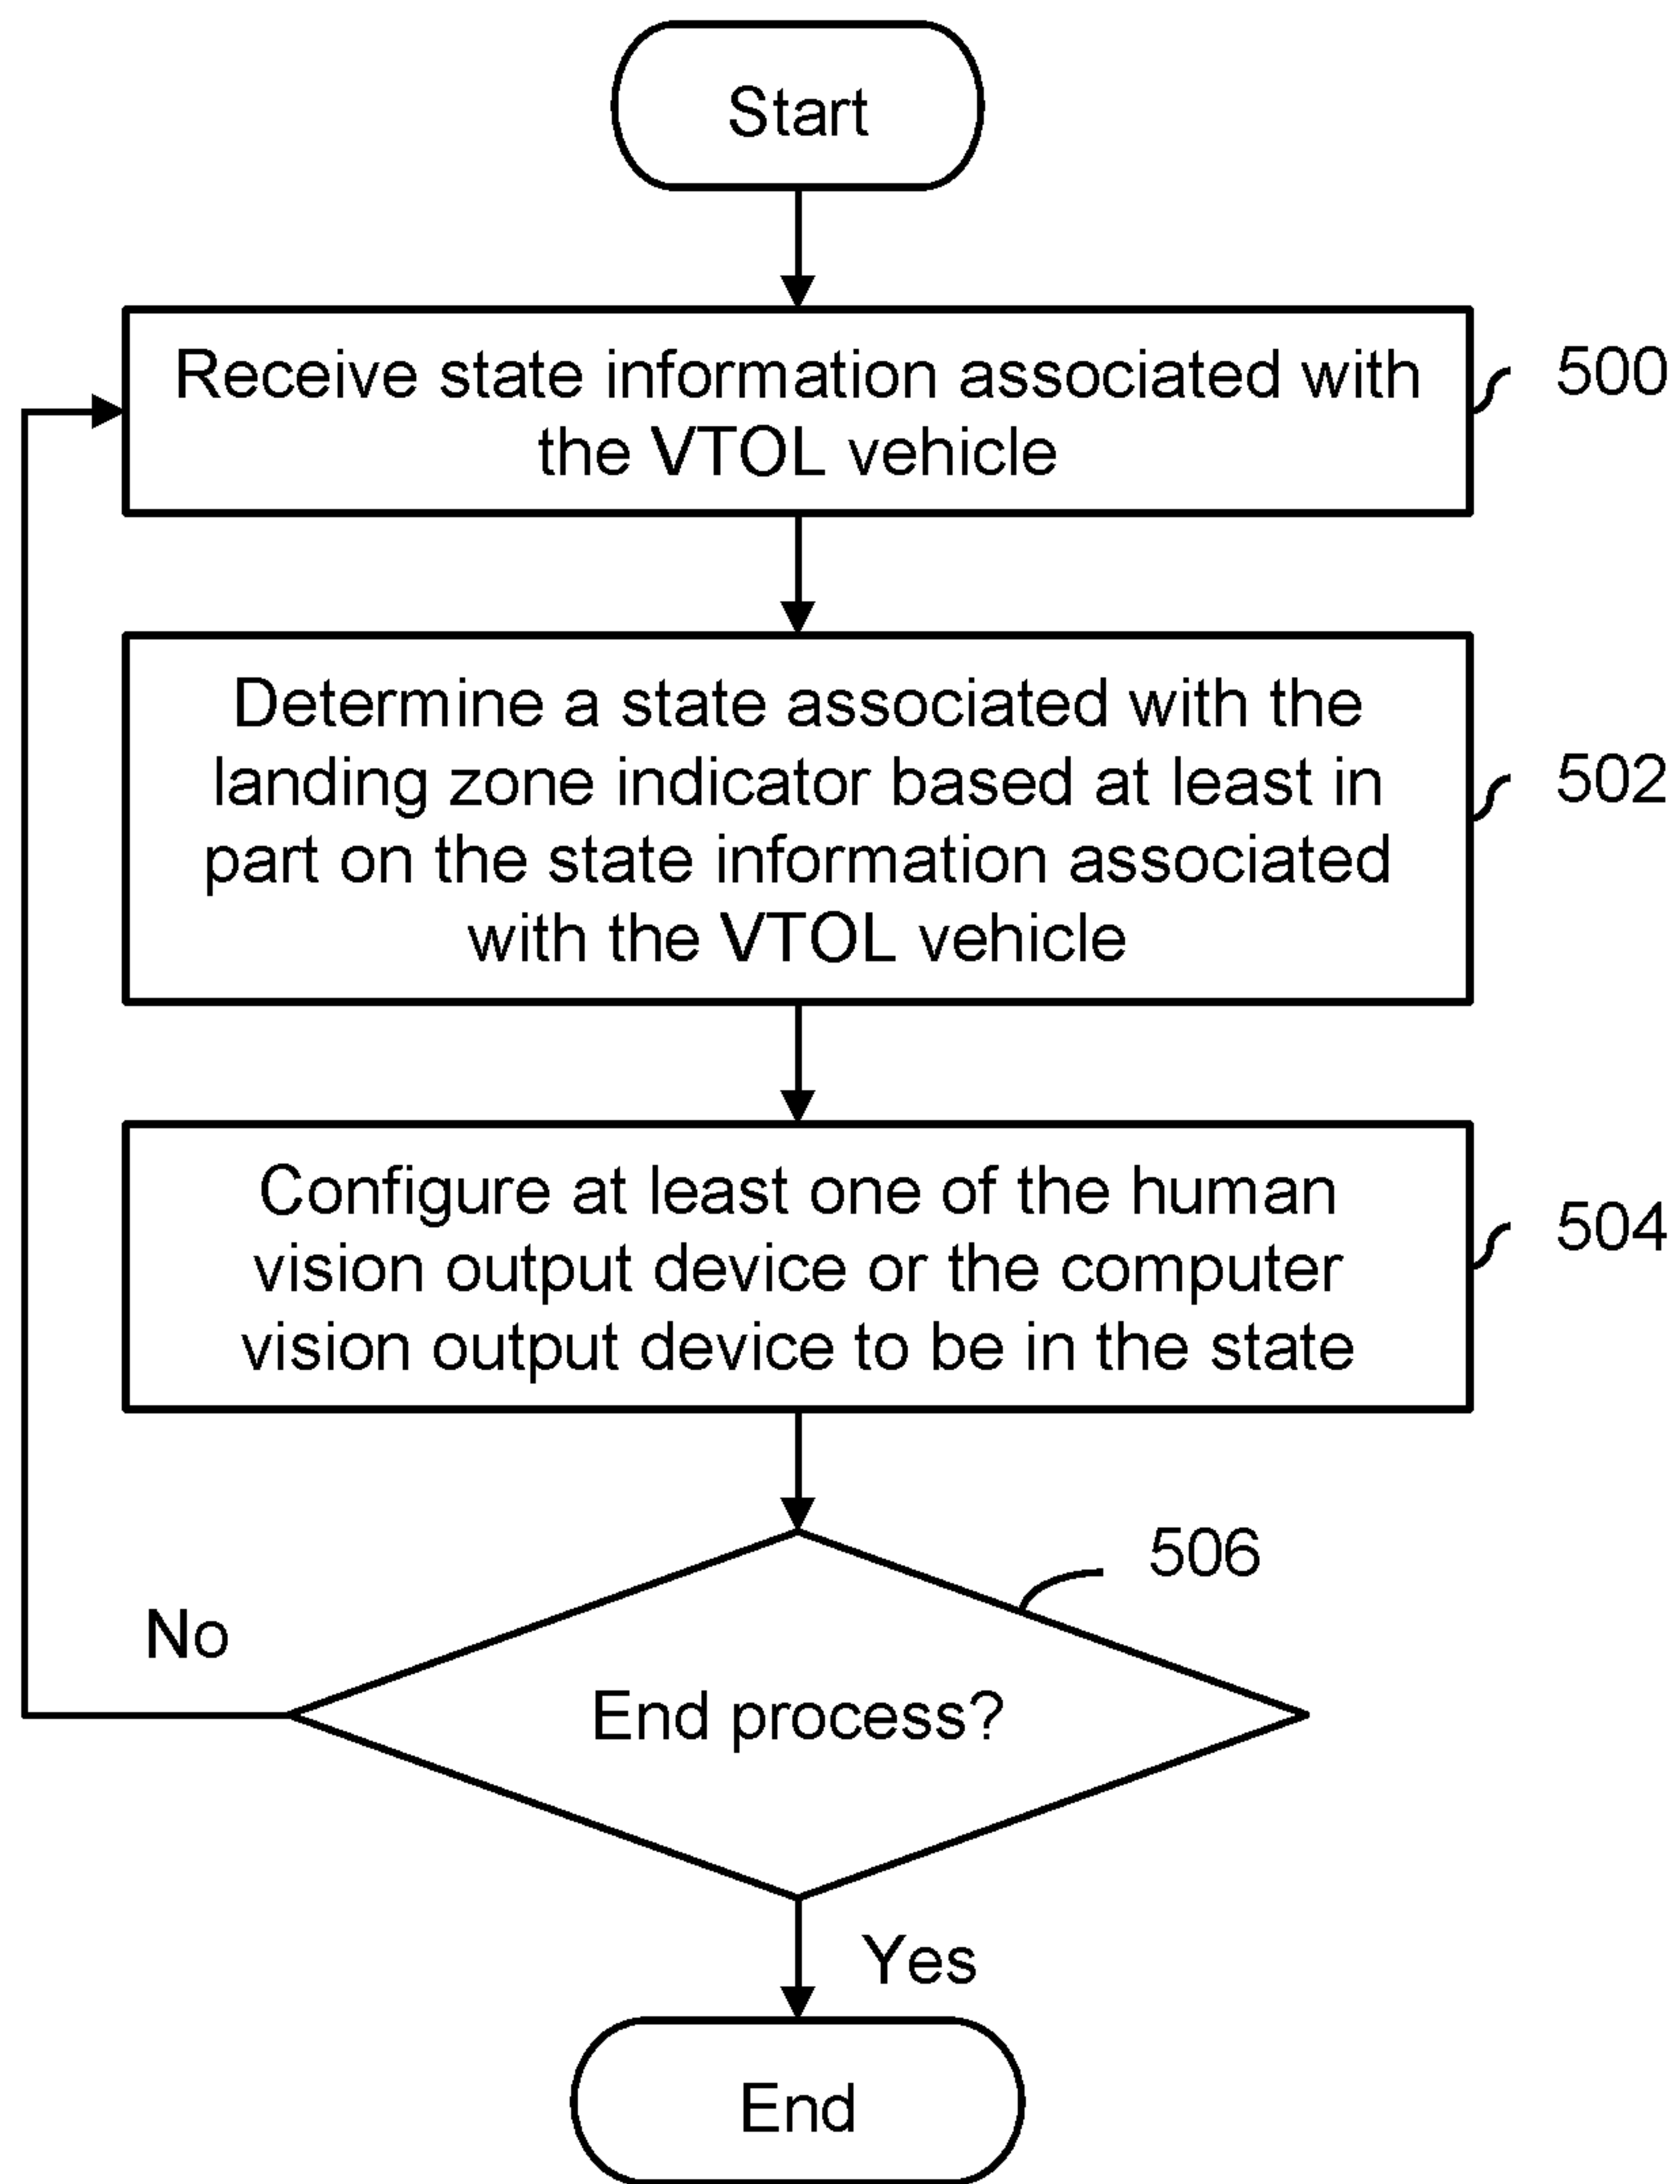 Start
Receive state information associated with
the VTOL vehicle
500
Determine a state associated with the
landing zone indicator based at least in
part on the state information associated
with the VTOL vehicle
502
Configure at least one of the human
vision output device or the computer
vision output device to be in the state
504
506
No
End process?
Yes
End